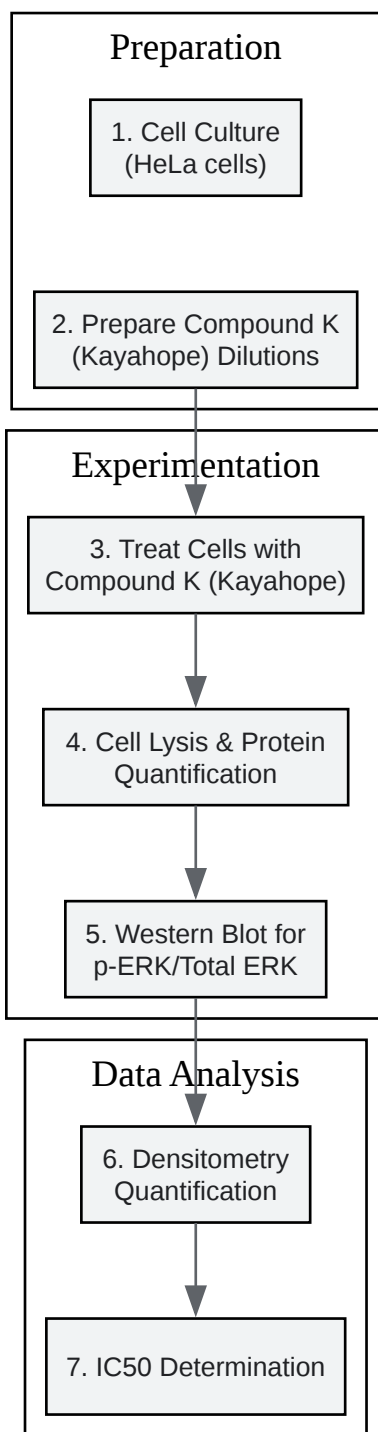 Preparation
1. Cell Culture
(HeLa cells)
2. Prepare Compound K
(Kayahope) Dilutions
Experimentation
3. Treat Cells with
Compound K (Kayahope)
4. Cell Lysis & Protein
Quantification
5. Western Blot for
p-ERK/Total ERK
Data Analysis
6. Densitometry
Quantification
7. IC50 Determination